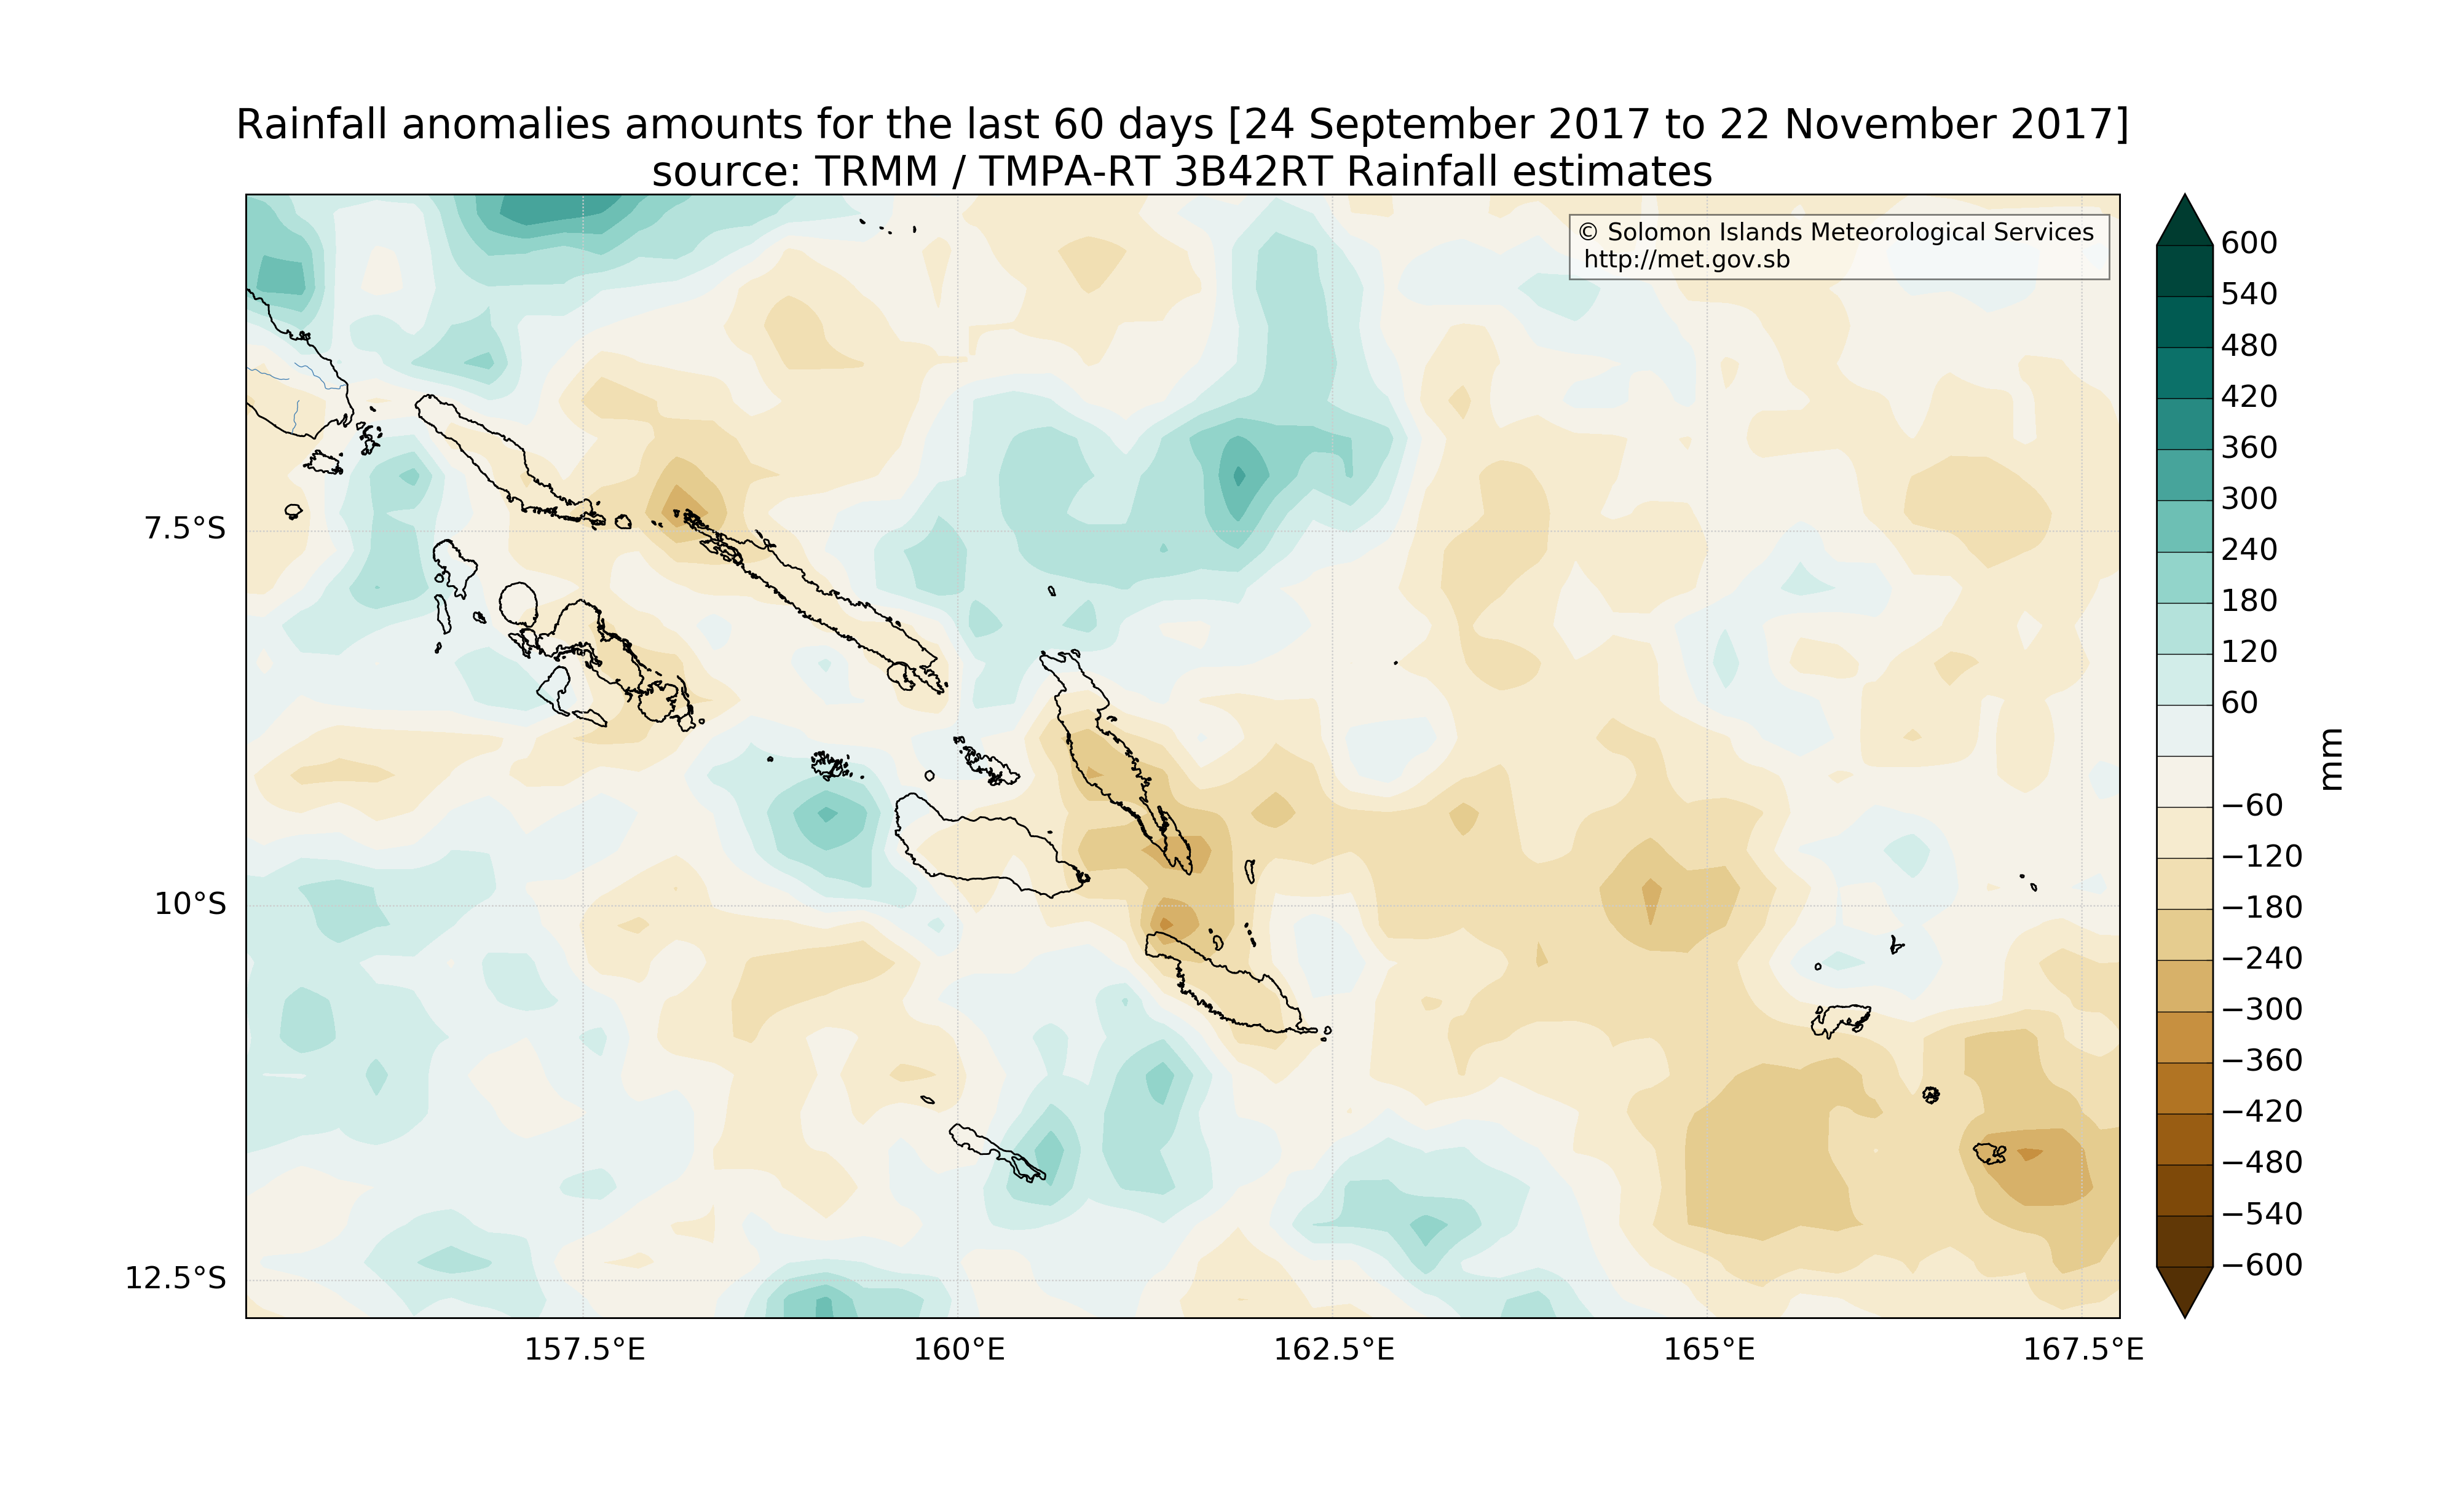 Rainfall anomalies amounts for the last 60 days [24 September 2017 to 22 November 2017]
source: TRMM / TMPA-RT 3B42RT Rainfall estimates
© Solomon Islands Meteorological Services
http://met.gov.sb
7.5°S
10°S
12.5°S
157.5°E
160°E
162.5°E
165°E
167.5°E
600
540
480
420
360
300
240
180
120
60
−60
−120
−180
−240
−300
−360
−420
−480
−540
−600
mm